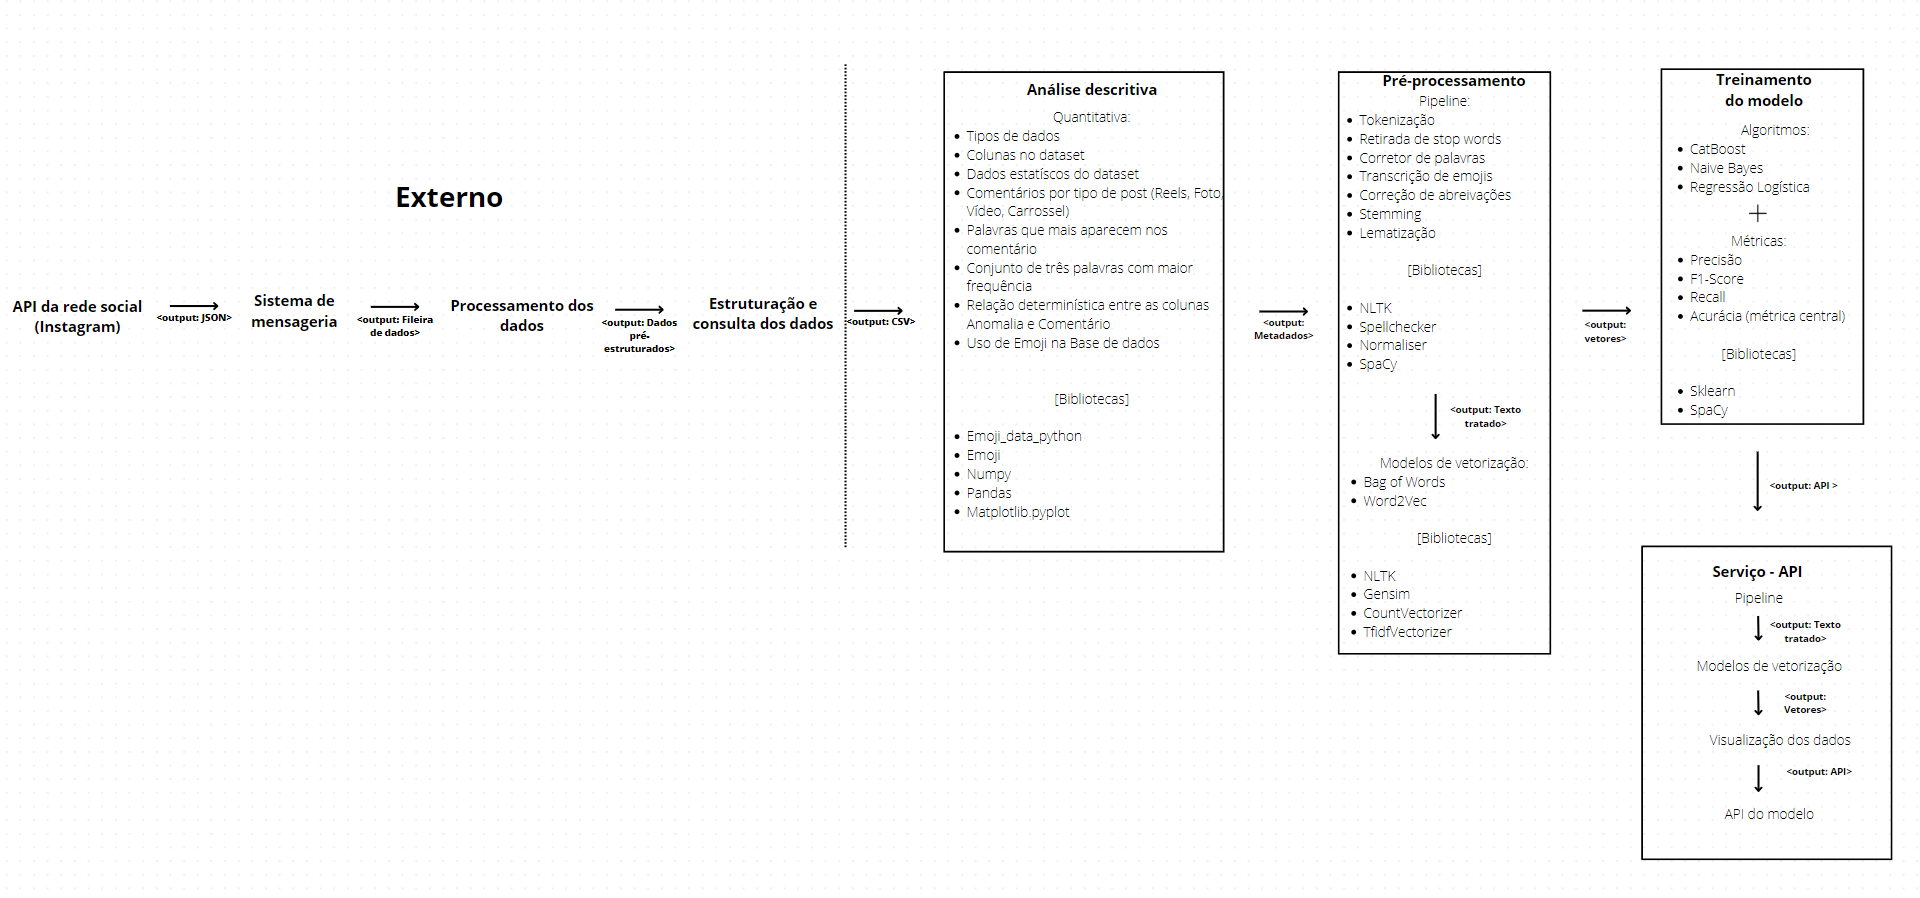 Externo
API da rede social
(Instagram)
<output: JSON>
Sistema de
mensageria
<output: Fileira
de dados>
Processamento dos
dados
<output: Dados
pré-
estruturados>
Estruturação e
consulta dos dados
<output: CSV>
Análise descritiva
Quantitativa:
• Tipos de dados
• Colunas no dataset
• Dados estatíscos do dataset
• Comentários por tipo de post (Reels, Foto,
Vídeo, Carrossel)
• Palavras que mais aparecem nos
comentário
• Conjunto de três palavras com maior
frequência
• Relação determinística entre as colunas
Anomalia e Comentário
• Uso de Emoji na Base de dados
[Bibliotecas]
• Emoji_data_python
• Emoji
• Numpy
• Pandas
• Matplotlib.pyplot
<output:
Metadados>
Pré-processamento
Pipeline:
• Tokenização
• Retirada de stop words
• Corretor de palavras
• Transcrição de emojis
• Correção de abreivações
• Stemming
• Lematização
[Bibliotecas]
• NLTK
• Spellchecker
• Normaliser
• SpaCy
<output: Texto
tratado>
Modelos de vetorização:
• Bag of Words
• Word2Vec
[Bibliotecas]
• NLTK
• Gensim
• CountVectorizer
• TfidfVectorizer
<output:
vetores>
Treinamento
do modelo
Algoritmos:
• CatBoost
• Naive Bayes
• Regressão Logística
+
Métricas:
• Precisão
• F1-Score
• Recall
• Acurácia (métrica central)
[Bibliotecas]
• Sklearn
• SpaCy
<output: API >
Serviço - API
Pipeline
<output: Texto
tratado>
Modelos de vetorização
<output:
Vetores>
Visualização dos dados
<output: API>
API do modelo